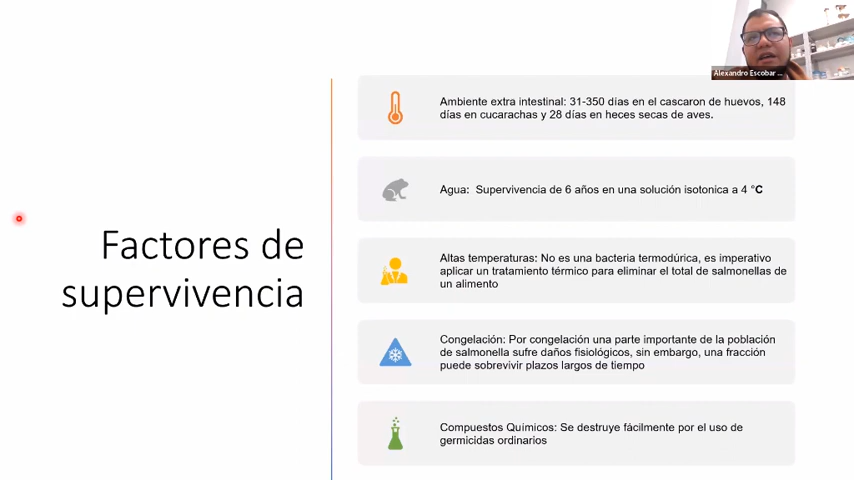 Alexandro Escobar ...
Ambiente extra intestinal: 31-350 días en el cascaron de huevos, 148
días en cucarachas y 28 días en heces secas de aves.
Agua: Supervivencia de 6 años en una solución isotonica a 4 °C
Factores de
supervivencia
Altas temperaturas: No es una bacteria termodúrica, es imperativo
aplicar un tratamiento térmico para eliminar el total de salmonellas de
un alimento
Congelación: Por congelación una parte importante de la población
de salmonella sufre daños fisiológicos, sin embargo, una fracción
puede sobrevivir plazos largos de tiempo
Compuestos Químicos: Se destruye fácilmente por el uso de
germicidas ordinarios